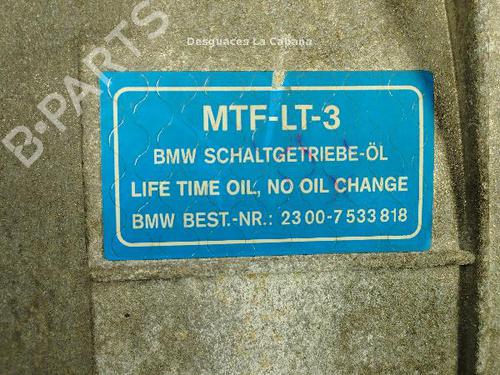 Desguaces La Cabana
B-PARTS
MTF-LT-3
BMW SCHALTGETRIEBE-ÖL
LIFE TIME OIL, NO OIL CHANGE
BMW BEST.-NR.: 23 00-7 533 818